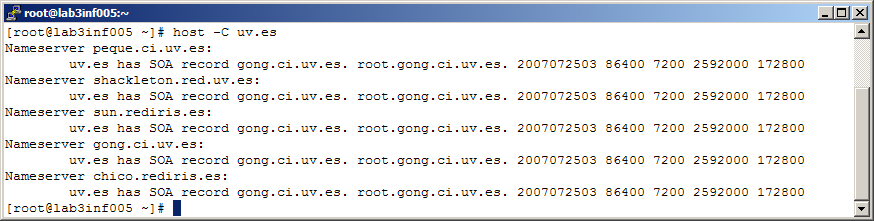 root@lab3inf005:~
[root@lab3inf005 ~]# host -C uv.es
Nameserver peque.ci.uv.es:
uv.es has SOA record gong.ci.uv.es. root.gong.ci.uv.es. 2007072503 86400 7200 2592000 172800
Nameserver shackleton.red.uv.es:
uv.es has SOA record gong.ci.uv.es. root.gong.ci.uv.es. 2007072503 86400 7200 2592000 172800
Nameserver sun.rediris.es:
uv.es has SOA record gong.ci.uv.es. root.gong.ci.uv.es. 2007072503 86400 7200 2592000 172800
Nameserver gong.ci.uv.es:
uv.es has SOA record gong.ci.uv.es. root.gong.ci.uv.es. 2007072503 86400 7200 2592000 172800
Nameserver chico.rediris.es:
uv.es has SOA record gong.ci.uv.es. root.gong.ci.uv.es. 2007072503 86400 7200 2592000 172800
[root@lab3inf005 ~]#